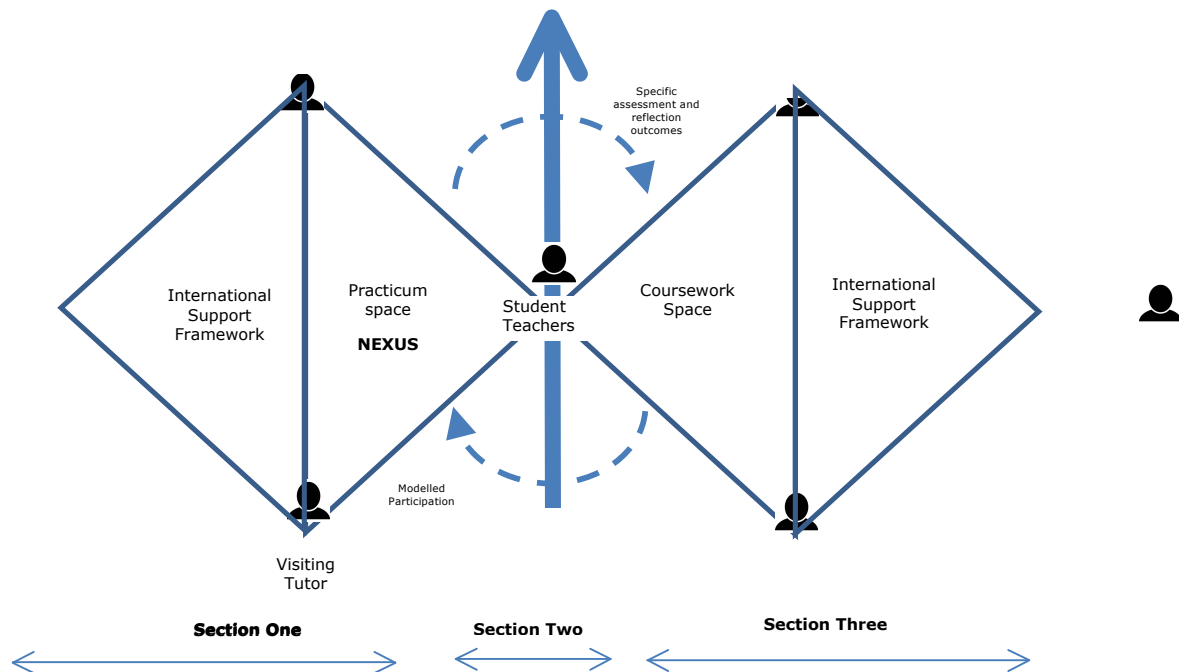 Specific
assessment and
reflection
outcomes
International
Support
Framework
Practicum
space
NEXUS
Student
Teachers
Coursework
Space
International
Support
Framework
Modelled
Participation
Visiting
Tutor
Section One
Section Two
Section Three